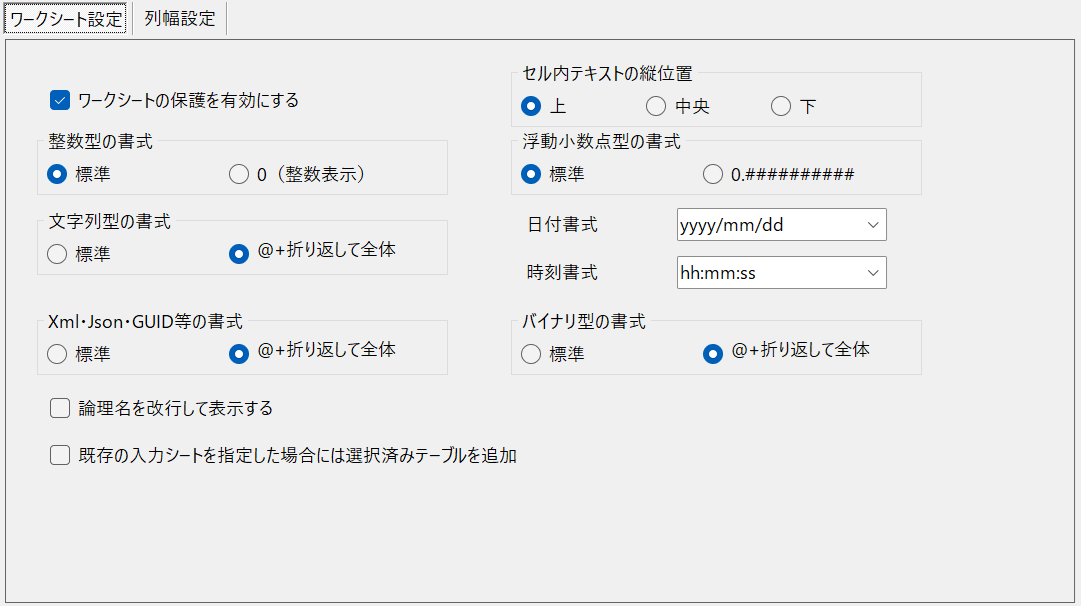 ワークシート設定 列幅設定
ワークシートの保護を有効にする
セル内テキストの縦位置
上 中央 下
整数型の書式
標準 0（整数表示）
浮動小数点型の書式
標準 0.##########
文字列型の書式
標準 @+折り返して全体
日付書式 yyyy/mm/dd
時刻書式 hh:mm:ss
Xml・Json・GUID等の書式
標準 @+折り返して全体
バイナリ型の書式
標準 @+折り返して全体
論理名を改行して表示する
既存の入力シートを指定した場合には選択済みテーブルを追加